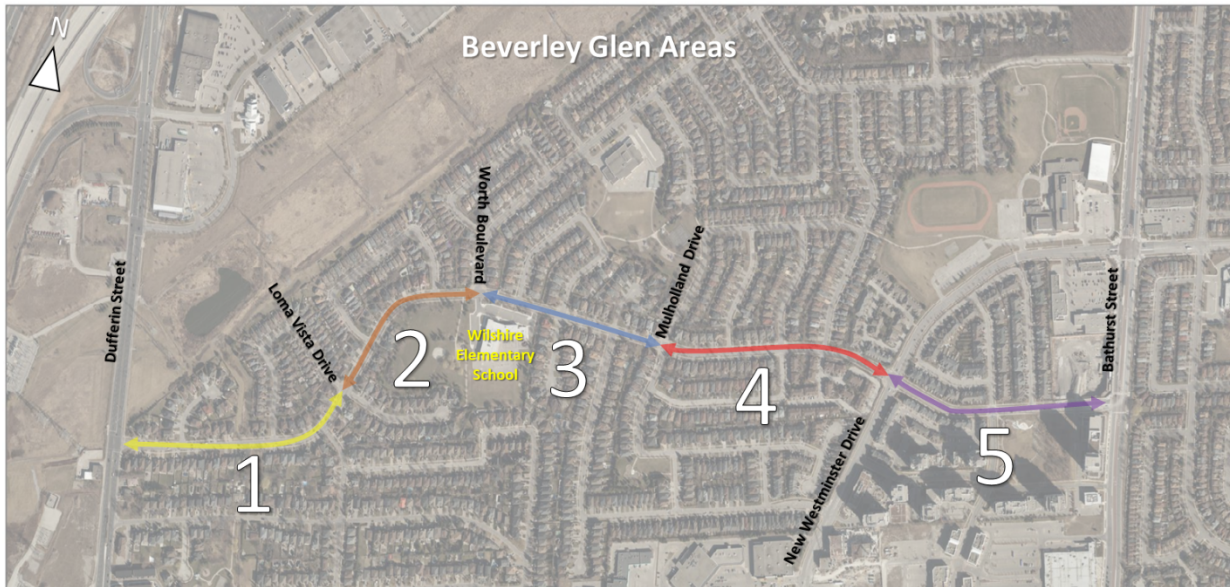 N
Beverley Glen Areas
Dufferin Street
Loma Vista Drive
Worth Boulevard
Mulholland Drive
New Westminster Drive
Bathurst Street
Wilshire
Elementary
School
1
2
3
4
5